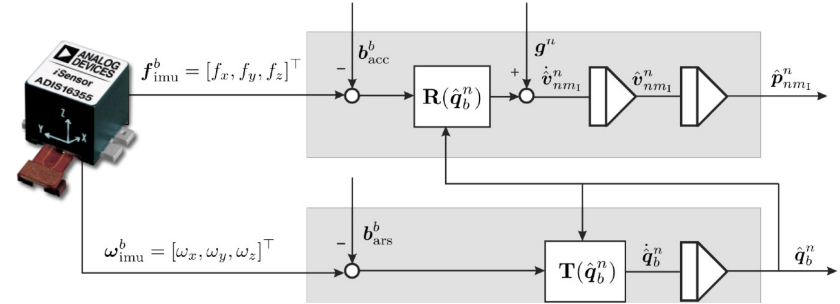 ANALOG
DEVICES
iSensor
ADIS16355
Z
Y
X
f^b_imu = [f_x, f_y, f_z]^⊤
−
b^b_acc
R(q̂^n_b)
+
g^n
v̂̇^n_{nm_I}
v̂^n_{nm_I}
p̂^n_{nm_I}
ω^b_imu = [ω_x, ω_y, ω_z]^⊤
−
b^b_ars
T(q̂^n_b)
q̂̇^n_b
q̂^n_b